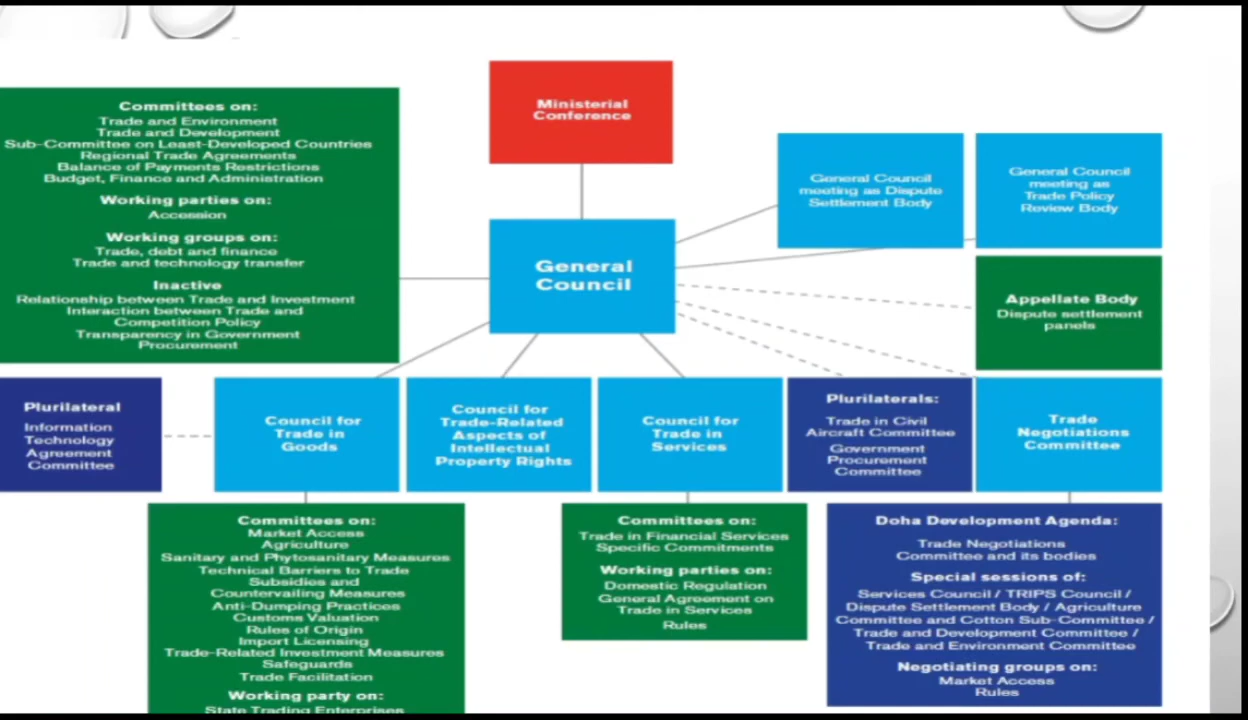 Ministerial
Conference
Committees on:
Trade and Environment
Trade and Development
Sub-Committee on Least-Developed Countries
Regional Trade Agreements
Balance of Payments Restrictions
Budget, Finance and Administration
Working parties on:
Accession
Working groups on:
Trade, debt and finance
Trade and technology transfer
Inactive
Relationship between Trade and Investment
Interaction between Trade and
Competition Policy
Transparency in Government
Procurement
General
Council
General Council
meeting as Dispute
Settlement Body
General Council
meeting as
Trade Policy
Review Body
Appellate Body
Dispute settlement
panels
Plurilateral
Information
Technology
Agreement
Committee
Council for
Trade in
Goods
Council for
Trade-Related
Aspects of
Intellectual
Property Rights
Council for
Trade in
Services
Plurilaterals:
Trade in Civil
Aircraft Committee
Government
Procurement
Committee
Trade
Negotiations
Committee
Committees on:
Market Access
Agriculture
Sanitary and Phytosanitary Measures
Technical Barriers to Trade
Subsidies and
Countervailing Measures
Anti-Dumping Practices
Customs Valuation
Rules of Origin
Import Licensing
Trade-Related Investment Measures
Safeguards
Trade Facilitation
Working party on:
State Trading Enterprises
Committees on:
Trade in Financial Services
Specific Commitments
Working parties on:
Domestic Regulation
General Agreement on
Trade in Services
Rules
Doha Development Agenda:
Trade Negotiations
Committee and its bodies
Special sessions of:
Services Council / TRIPS Council /
Dispute Settlement Body / Agriculture
Committee and Cotton Sub-Committee /
Trade and Development Committee /
Trade and Environment Committee
Negotiating groups on:
Market Access
Rules